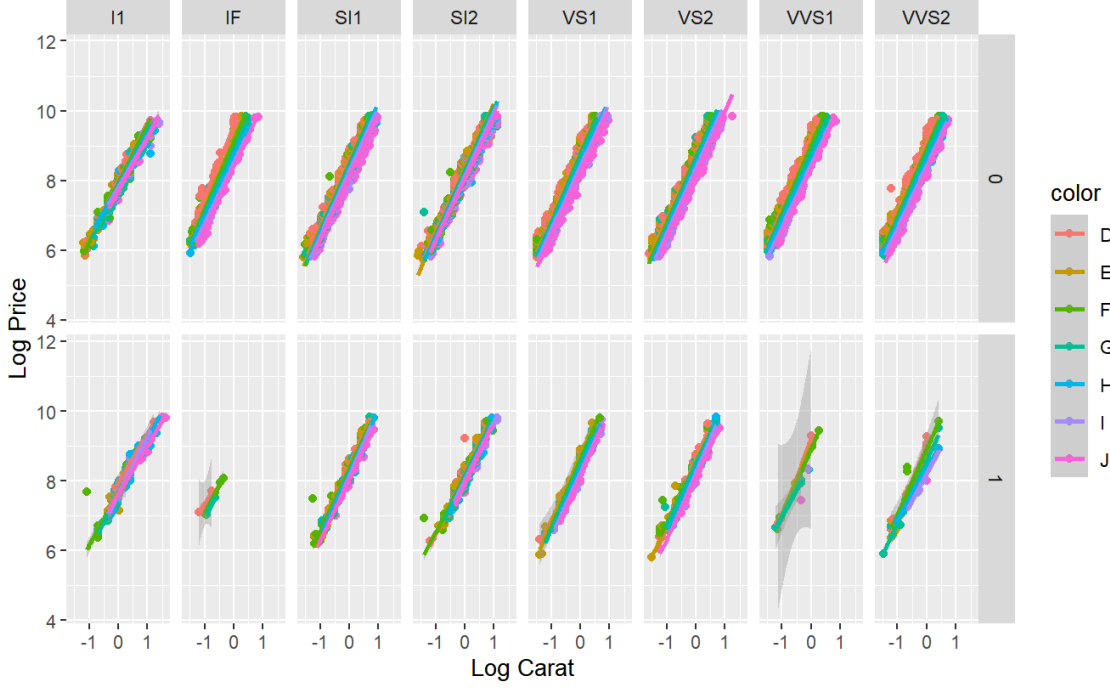 I1 IF SI1 SI2 VS1 VS2 VVS1 VVS2
12
10
8
6
4
0
12
10
8
6
4
1
Log Price
-1 0 1 -1 0 1 -1 0 1 -1 0 1 -1 0 1 -1 0 1 -1 0 1 -1 0 1
Log Carat
color
D
E
F
G
H
I
J